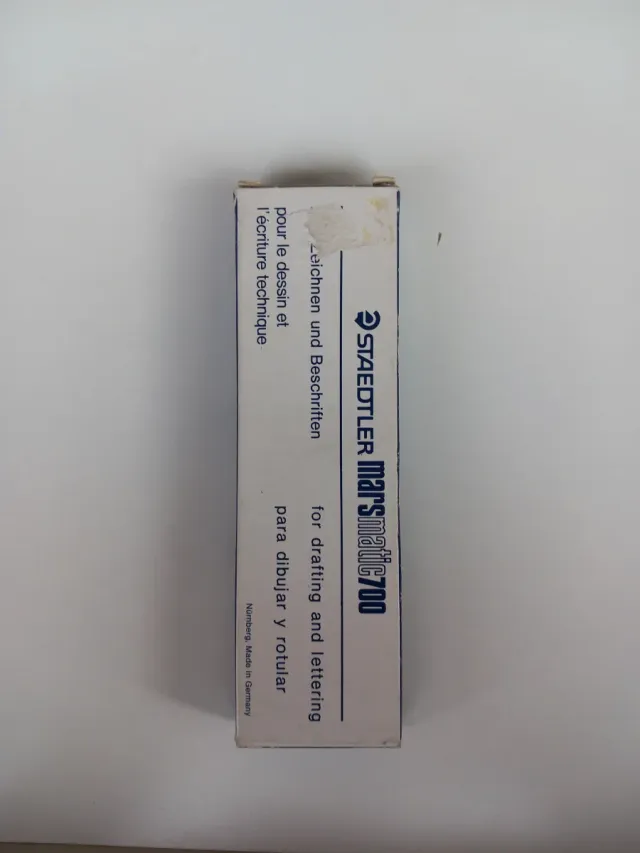 STAEDTLER marsmatic700
zeichnen und Beschriften
pour le dessin et
l'écriture technique
for drafting and lettering
para dibujar y rotular
Nürnberg, Made in Germany